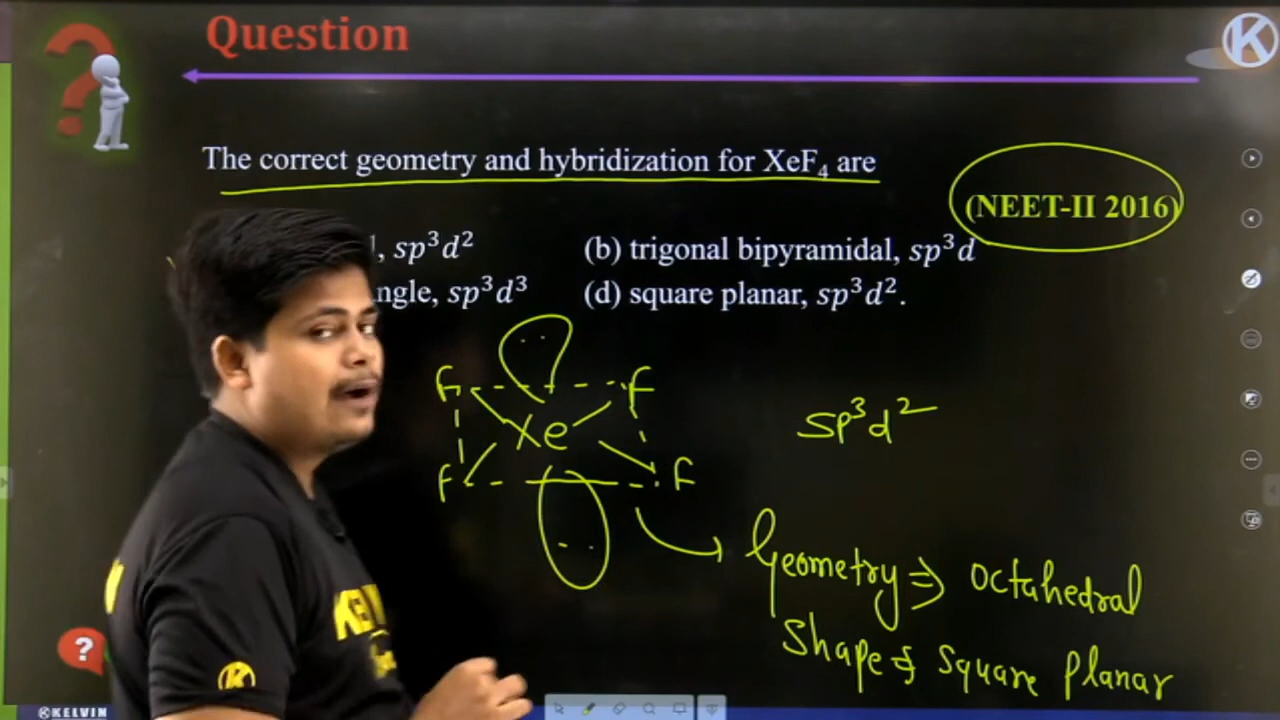 Question
The correct geometry and hybridization for XeF₄ are
(NEET-II 2016)
, sp³d²
(b) trigonal bipyramidal, sp³d
ngle, sp³d³
(d) square planar, sp³d².
F F
Xe
F F
sp³d²
Geometry ⇒ Octahedral
Shape ⇒ Square Planar
KELVIN